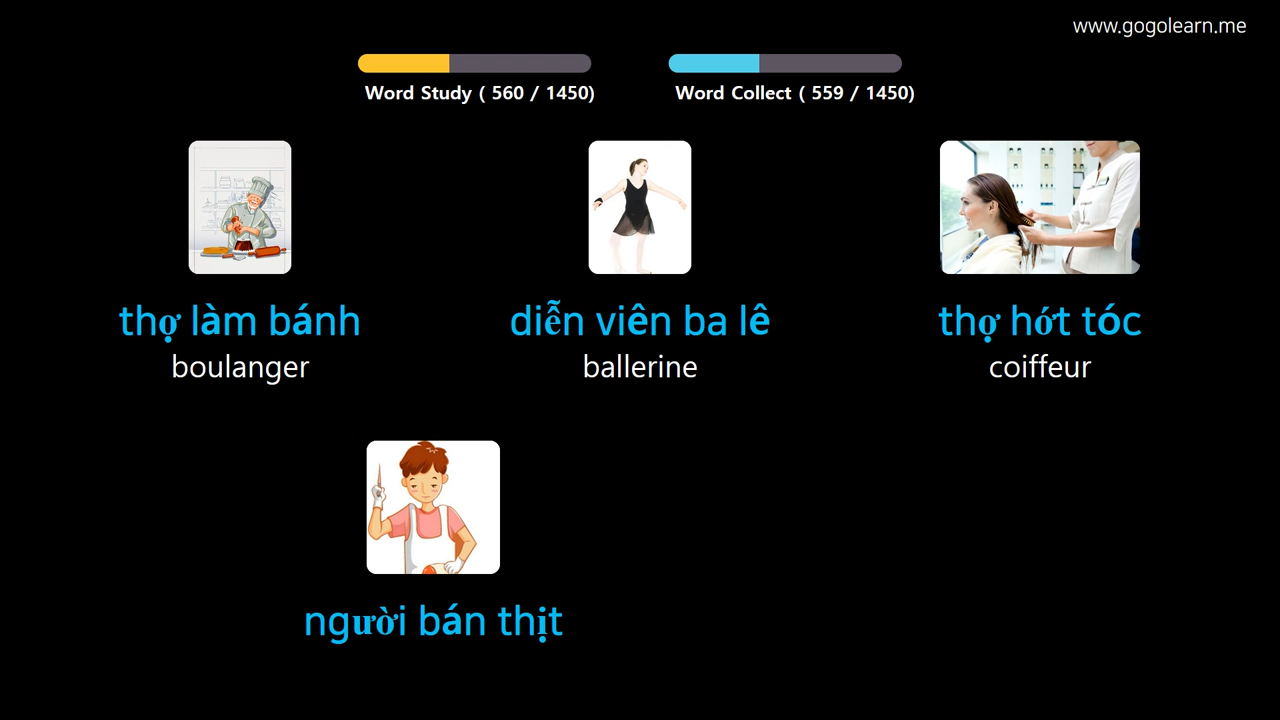 www.gogolearn.me
Word Study ( 560 / 1450)
Word Collect ( 559 / 1450)
thợ làm bánh
boulanger
diễn viên ba lê
ballerine
thợ hớt tóc
coiffeur
người bán thịt